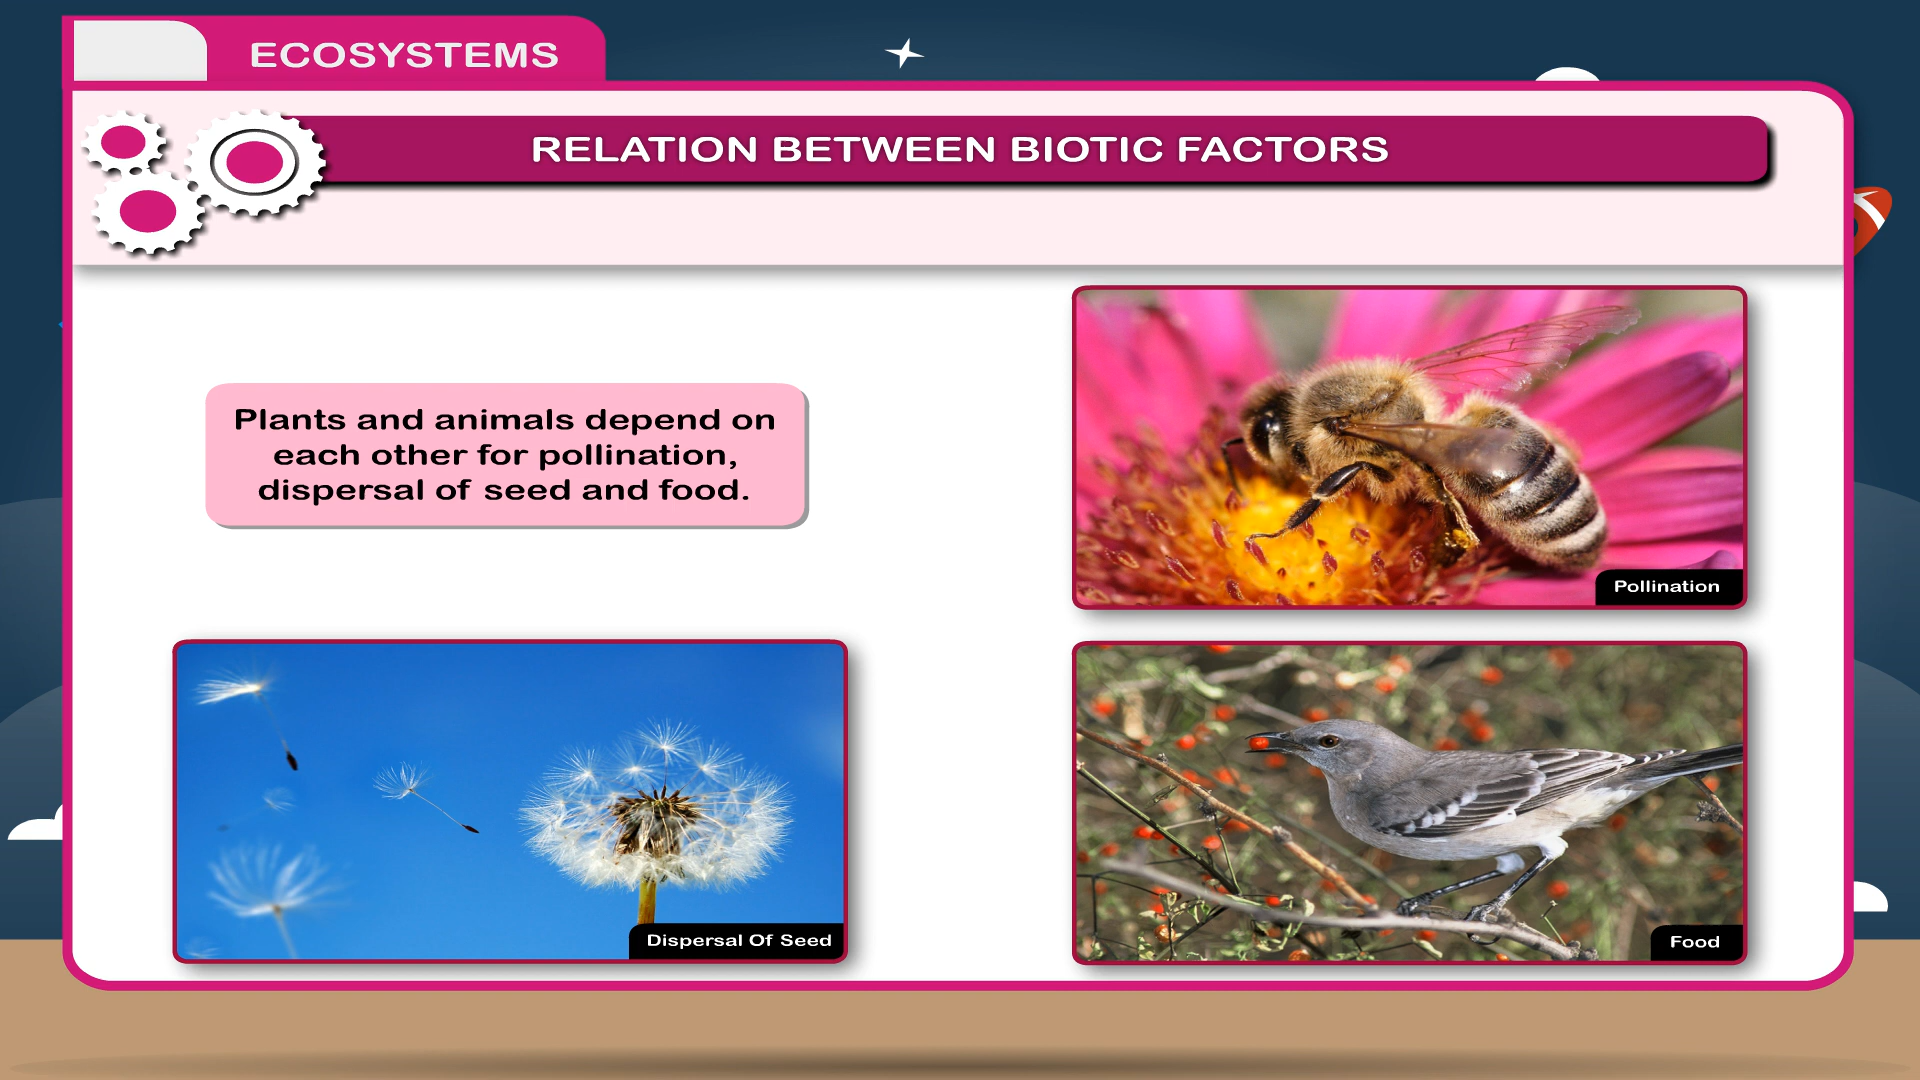 ECOSYSTEMS
RELATION BETWEEN BIOTIC FACTORS
Plants and animals depend on
each other for pollination,
dispersal of seed and food.
Pollination
Dispersal Of Seed
Food